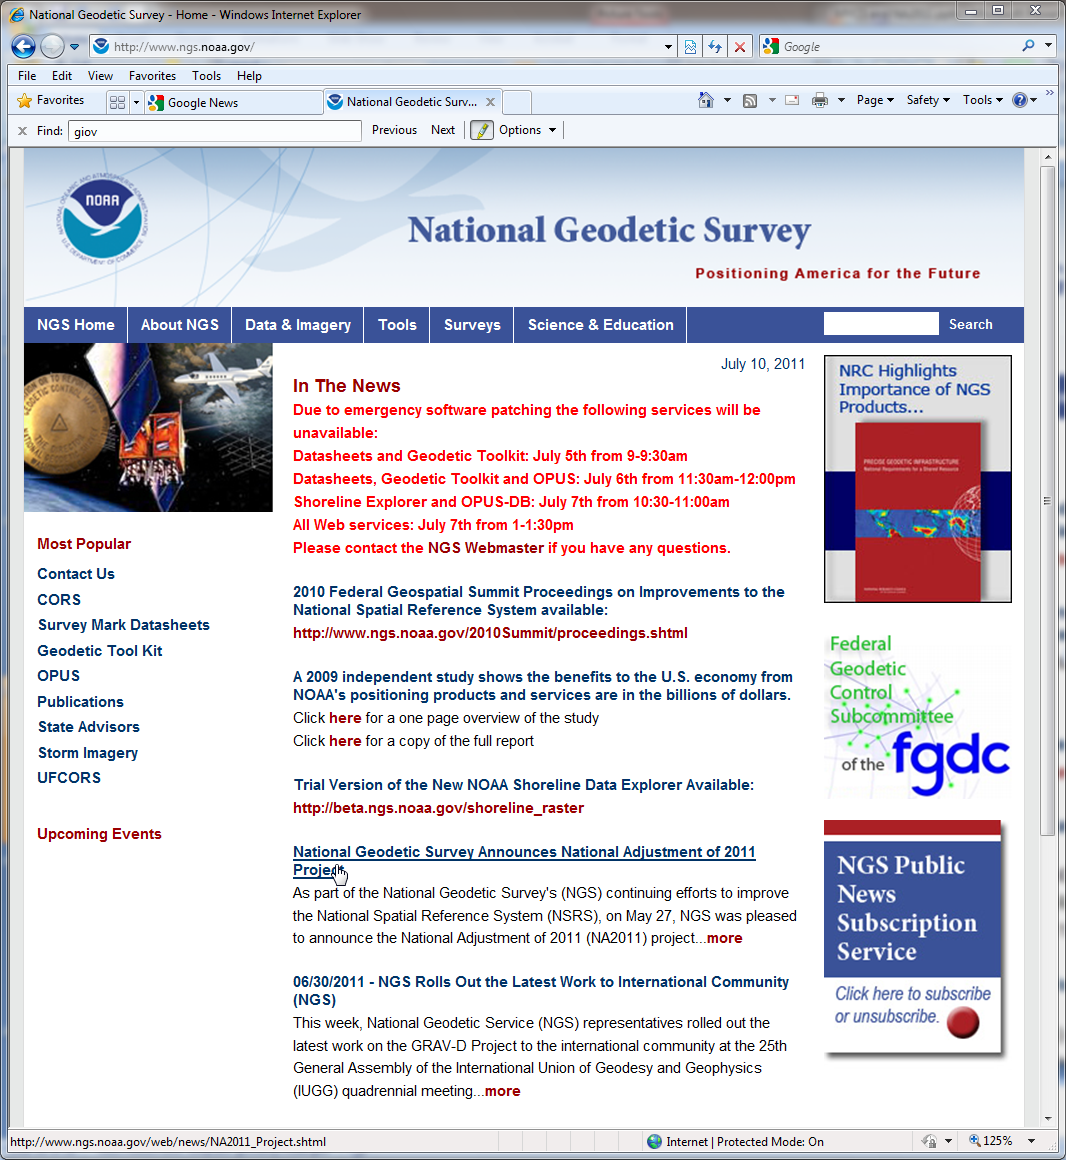 National Geodetic Survey - Home - Windows Internet Explorer
http://www.ngs.noaa.gov/
Google
File Edit View Favorites Tools Help
Favorites
Google News
National Geodetic Surv...
Page Safety Tools
Find: giov Previous Next Options
NOAA
National Geodetic Survey
Positioning America for the Future
NGS Home About NGS Data & Imagery Tools Surveys Science & Education Search
July 10, 2011
In The News
Due to emergency software patching the following services will be
unavailable:
Datasheets and Geodetic Toolkit: July 5th from 9-9:30am
Datasheets, Geodetic Toolkit and OPUS: July 6th from 11:30am-12:00pm
Shoreline Explorer and OPUS-DB: July 7th from 10:30-11:00am
All Web services: July 7th from 1-1:30pm
Please contact the NGS Webmaster if you have any questions.
2010 Federal Geospatial Summit Proceedings on Improvements to the
National Spatial Reference System available:
http://www.ngs.noaa.gov/2010Summit/proceedings.shtml
A 2009 independent study shows the benefits to the U.S. economy from
NOAA's positioning products and services are in the billions of dollars.
Click here for a one page overview of the study
Click here for a copy of the full report
Trial Version of the New NOAA Shoreline Data Explorer Available:
http://beta.ngs.noaa.gov/shoreline_raster
National Geodetic Survey Announces National Adjustment of 2011
Project
As part of the National Geodetic Survey's (NGS) continuing efforts to improve
the National Spatial Reference System (NSRS), on May 27, NGS was pleased
to announce the National Adjustment of 2011 (NA2011) project...more
06/30/2011 - NGS Rolls Out the Latest Work to International Community
(NGS)
This week, National Geodetic Service (NGS) representatives rolled out the
latest work on the GRAV-D Project to the international community at the 25th
General Assembly of the International Union of Geodesy and Geophysics
(IUGG) quadrennial meeting...more
Most Popular
Contact Us
CORS
Survey Mark Datasheets
Geodetic Tool Kit
OPUS
Publications
State Advisors
Storm Imagery
UFCORS
Upcoming Events
NRC Highlights
Importance of NGS
Products...
PRECISE GEODETIC INFRASTRUCTURE
National Requirements for a Shared Resource
Federal
Geodetic
Control
Subcommittee
of the fgdc
NGS Public
News
Subscription
Service
Click here to subscribe
or unsubscribe.
http://www.ngs.noaa.gov/web/news/NA2011_Project.shtml
Internet | Protected Mode: On
125%